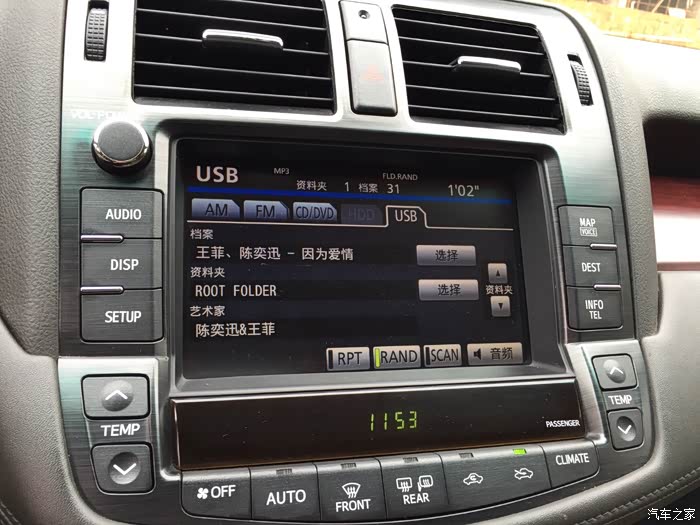 VOL·POWER
USB MP3 FLD.RAND
资料夹 1 档案 31 1'02"
AM FM CD/DVD HDD USB
档案
王菲、陈奕迅 - 因为爱情 选择
资料夹
ROOT FOLDER 选择
资料夹
艺术家
陈奕迅&王菲
RPT RAND SCAN 音频
AUDIO
DISP
SETUP
MAP
VOICE
DEST
INFO
TEL
TEMP
TEMP
1153
PASSENGER
OFF AUTO FRONT REAR CLIMATE
汽车之家